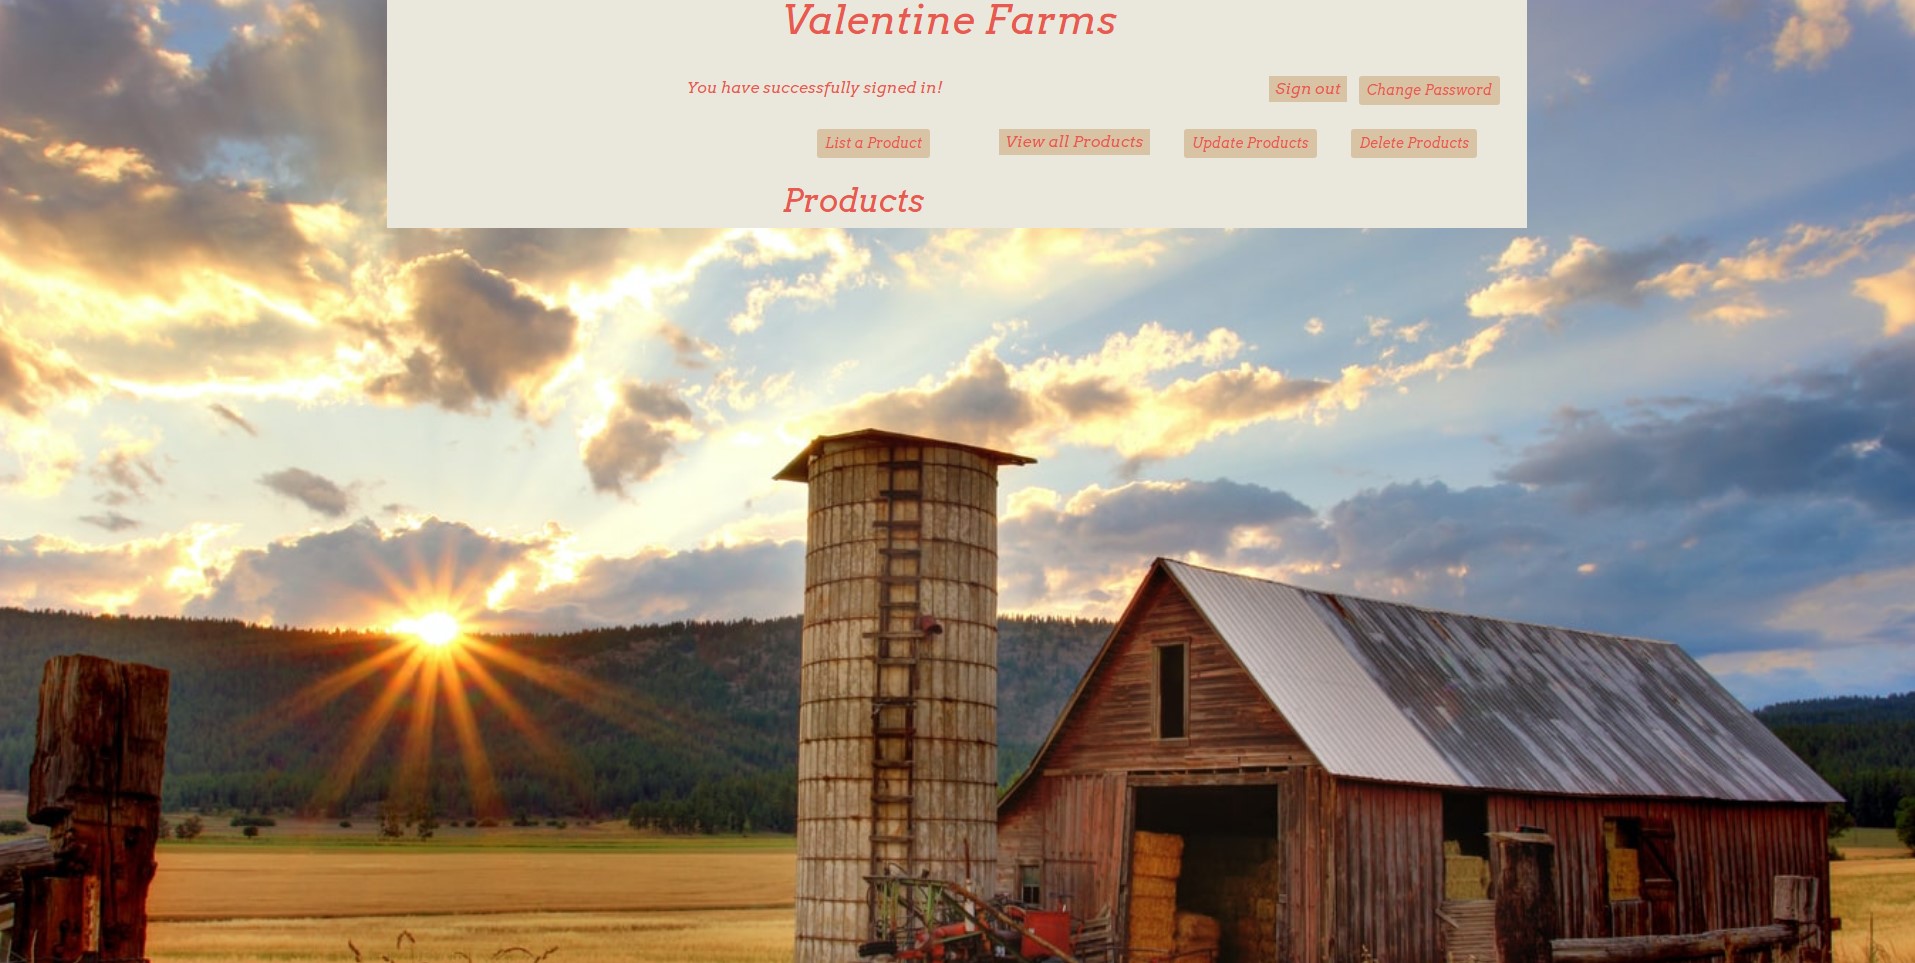 Valentine Farms
You have successfully signed in!
Sign out
Change Password
List a Product
View all Products
Update Products
Delete Products
Products